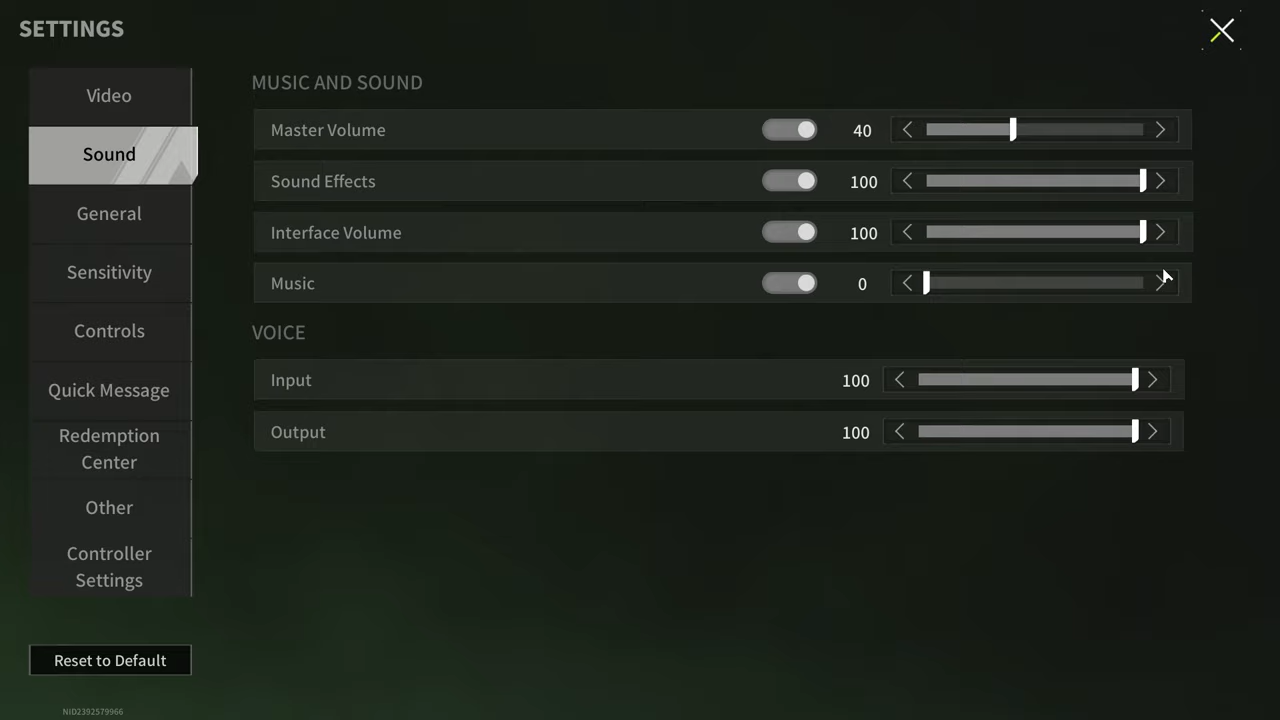 SETTINGS
Video
Sound
General
Sensitivity
Controls
Quick Message
Redemption
Center
Other
Controller
Settings
Reset to Default
NID2392579966
MUSIC AND SOUND
Master Volume 40
Sound Effects 100
Interface Volume 100
Music 0
VOICE
Input 100
Output 100